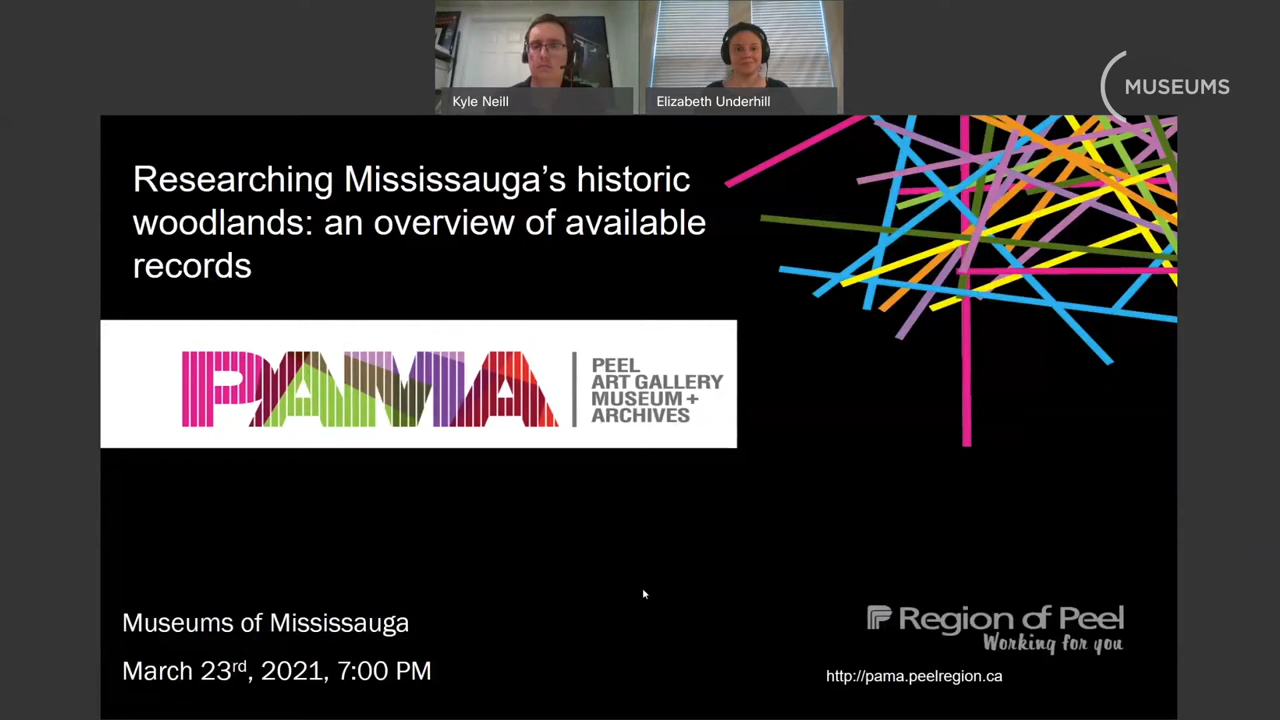 Kyle Neill
Elizabeth Underhill
MUSEUMS
Researching Mississauga’s historic
woodlands: an overview of available
records
PAMA
PEEL
ART GALLERY
MUSEUM +
ARCHIVES
Museums of Mississauga
March 23rd, 2021, 7:00 PM
Region of Peel
Working for you
http://pama.peelregion.ca